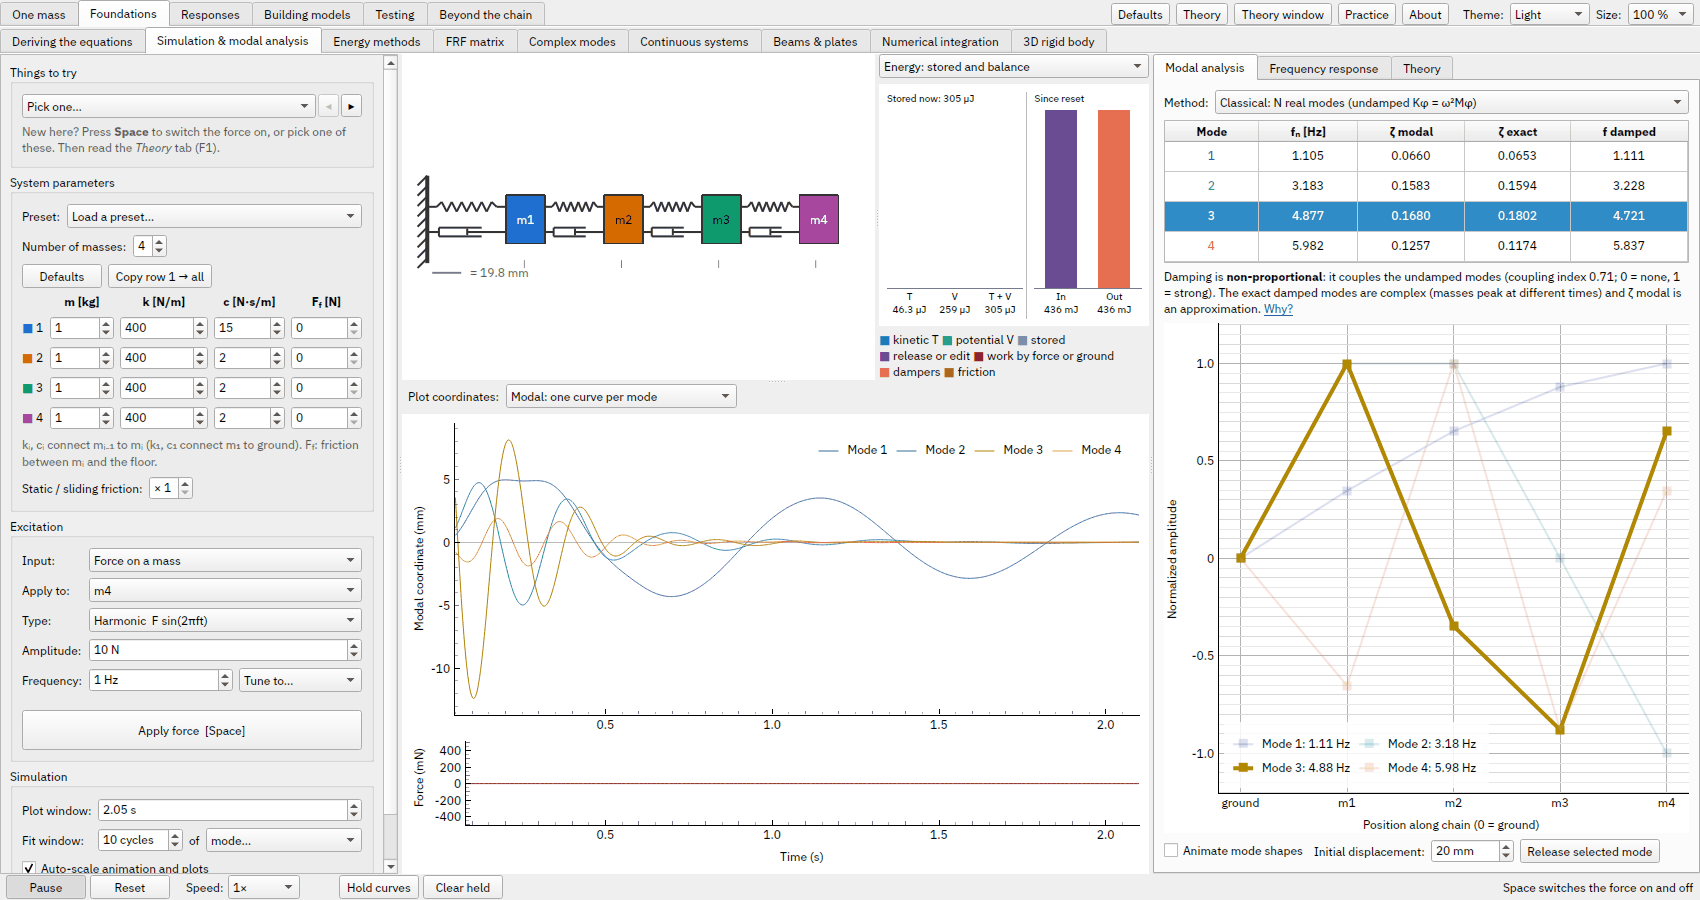 One mass Foundations Responses Building models Testing Beyond the chain Defaults Theory Theory window Practice About Theme: Light Size: 100 %
Deriving the equations Simulation & modal analysis Energy methods FRF matrix Complex modes Continuous systems Beams & plates Numerical integration 3D rigid body
Things to try
Pick one...
New here? Press Space to switch the force on, or pick one of
these. Then read the Theory tab (F1).
System parameters
Preset: Load a preset...
Number of masses: 4
Defaults Copy row 1 → all
m [kg] k [N/m] c [N·s/m] Ff [N]
1 1 400 15 0
2 1 400 2 0
3 1 400 2 0
4 1 400 2 0
kᵢ, cᵢ connect mᵢ₋₁ to mᵢ (k₁, c₁ connect m₁ to ground). Ff: friction
between mᵢ and the floor.
Static / sliding friction: × 1
Excitation
Input: Force on a mass
Apply to: m4
Type: Harmonic F sin(2πft)
Amplitude: 10 N
Frequency: 1 Hz Tune to...
Apply force [Space]
Simulation
Plot window: 2.05 s
Fit window: 10 cycles of mode...
Auto-scale animation and plots
m1 m2 m3 m4
= 19.8 mm
Energy: stored and balance
Stored now: 305 µJ Since reset
T V T + V In Out
46.3 µJ 259 µJ 305 µJ 436 mJ 436 mJ
kinetic T potential V stored
release or edit work by force or ground
dampers friction
Plot coordinates: Modal: one curve per mode
Mode 1 Mode 2 Mode 3 Mode 4
Modal coordinate (mm)
5
0
-5
-10
0.5 1.0 1.5 2.0
Force (mN)
400
200
0
-200
-400
0.5 1.0 1.5 2.0
Time (s)
Modal analysis Frequency response Theory
Method: Classical: N real modes (undamped Kφ = ω²Mφ)
Mode fₙ [Hz] ζ modal ζ exact f damped
1 1.105 0.0660 0.0653 1.111
2 3.183 0.1583 0.1594 3.228
3 4.877 0.1680 0.1802 4.721
4 5.982 0.1257 0.1174 5.837
Damping is non-proportional: it couples the undamped modes (coupling index 0.71; 0 = none, 1
= strong). The exact damped modes are complex (masses peak at different times) and ζ modal is
an approximation. Why?
Normalized amplitude
1.0
0.5
0
-0.5
-1.0
Mode 1: 1.11 Hz Mode 2: 3.18 Hz
Mode 3: 4.88 Hz Mode 4: 5.98 Hz
ground m1 m2 m3 m4
Position along chain (0 = ground)
Animate mode shapes Initial displacement: 20 mm Release selected mode
Pause Reset Speed: 1× Hold curves Clear held Space switches the force on and off